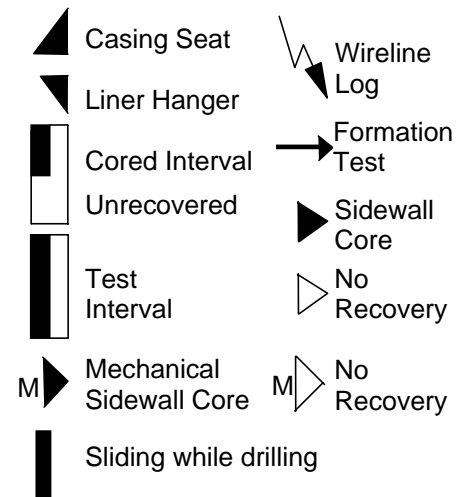 Casing Seat
Liner Hanger
Cored Interval
Unrecovered
Test
Interval
M
Mechanical
Sidewall Core
Sliding while drilling
Wireline
Log
Formation
Test
Sidewall
Core
No
Recovery
M
No
Recovery